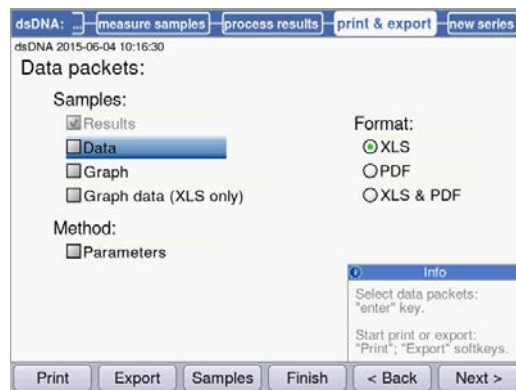 dsDNA: ... measure samples process results print & export new series
dsDNA 2015-06-04 10:16:30
Data packets:
Samples:
Results
Data
Graph
Graph data (XLS only)
Method:
Parameters
Format:
XLS
PDF
XLS & PDF
Info
Select data packets:
"enter" key.
Start print or export:
"Print"; "Export" softkeys.
Print Export Samples Finish < Back Next >